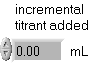 incremental
titrant added
0.00 mL